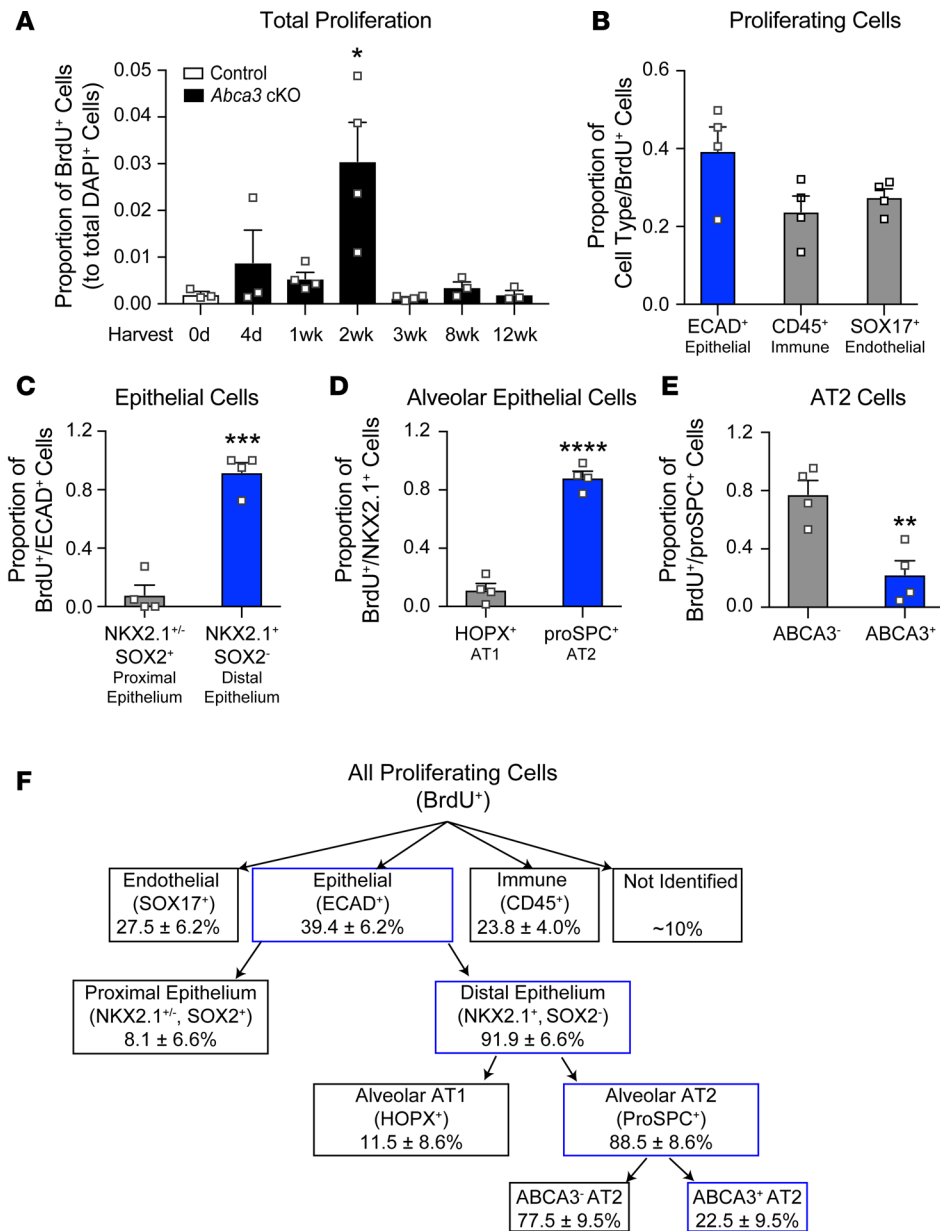 A
Total Proliferation
Proportion of BrdU⁺ Cells
(to total DAPI⁺ Cells)
0.05
0.04
0.03
0.02
0.01
0.00
Control
Abca3 cKO
*
Harvest 0d 4d 1wk 2wk 3wk 8wk 12wk
B
Proliferating Cells
Proportion of
Cell Type/BrdU⁺ Cells
0.6
0.4
0.2
0.0
ECAD⁺ CD45⁺ SOX17⁺
Epithelial Immune Endothelial
C
Epithelial Cells
Proportion of
BrdU⁺/ECAD⁺ Cells
1.2
0.8
0.4
0.0
***
NKX2.1⁺/⁻ NKX2.1⁺
SOX2⁺ SOX2⁻
Proximal Distal
Epithelium Epithelium
D
Alveolar Epithelial Cells
Proportion of
BrdU⁺/NKX2.1⁺ Cells
1.2
0.8
0.4
0.0
****
HOPX⁺ proSPC⁺
AT1 AT2
E
AT2 Cells
Proportion of
BrdU⁺/proSPC⁺ Cells
1.2
0.8
0.4
0.0
**
ABCA3⁻ ABCA3⁺
F
All Proliferating Cells
(BrdU⁺)
Endothelial
(SOX17⁺)
27.5 ± 6.2%
Epithelial
(ECAD⁺)
39.4 ± 6.2%
Immune
(CD45⁺)
23.8 ± 4.0%
Not Identified
~10%
Proximal Epithelium
(NKX2.1⁺/⁻, SOX2⁺)
8.1 ± 6.6%
Distal Epithelium
(NKX2.1⁺, SOX2⁻)
91.9 ± 6.6%
Alveolar AT1
(HOPX⁺)
11.5 ± 8.6%
Alveolar AT2
(ProSPC⁺)
88.5 ± 8.6%
ABCA3⁻ AT2
77.5 ± 9.5%
ABCA3⁺ AT2
22.5 ± 9.5%